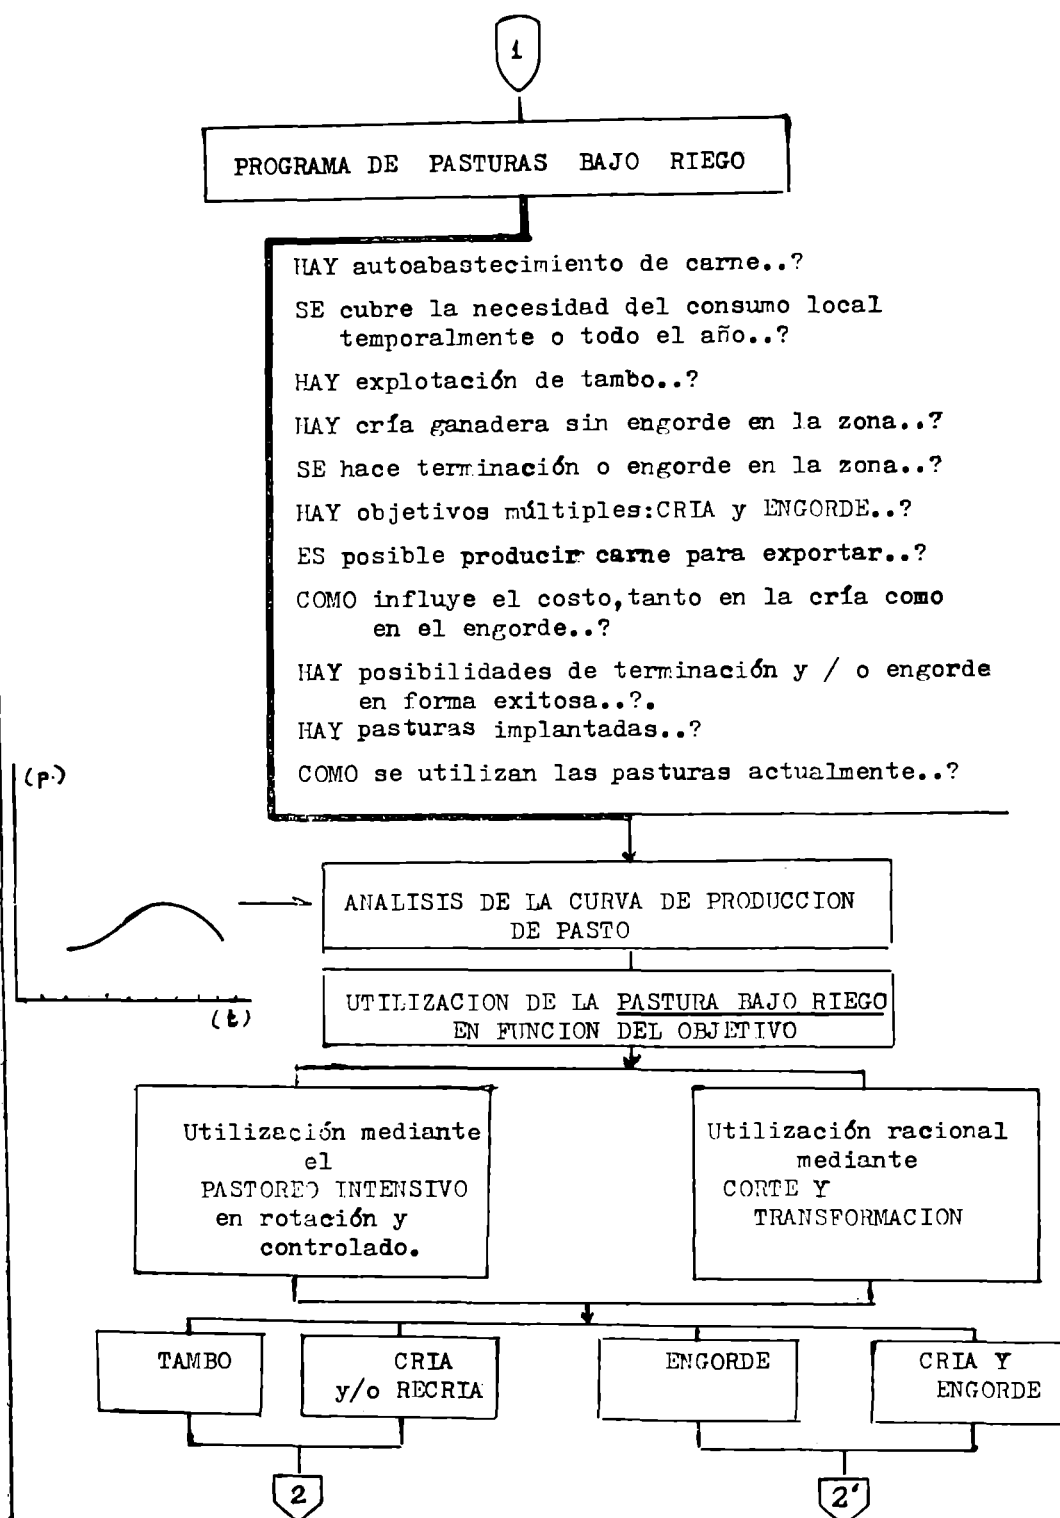 1
PROGRAMA DE PASTURAS BAJO RIEGO
HAY autoabastecimiento de carne..?
SE cubre la necesidad del consumo local
temporalmente o todo el año..?
HAY explotación de tambo..?
HAY cría ganadera sin engorde en la zona..?
SE hace terminación o engorde en la zona..?
HAY objetivos múltiples:CRIA y ENGORDE..?
ES posible producir carne para exportar..?
COMO influye el costo,tanto en la cría como
en el engorde..?
HAY posibilidades de terminación y / o engorde
en forma exitosa..?.
HAY pasturas implantadas..?
COMO se utilizan las pasturas actualmente..?
(p.)
(t)
ANALISIS DE LA CURVA DE PRODUCCION
DE PASTO
UTILIZACION DE LA PASTURA BAJO RIEGO
EN FUNCION DEL OBJETIVO
Utilización mediante
el
PASTOREO INTENSIVO
en rotación y
controlado.
Utilización racional
mediante
CORTE Y
TRANSFORMACION
TAMBO
CRIA
y/o RECRIA
ENGORDE
CRIA Y
ENGORDE
2
2'